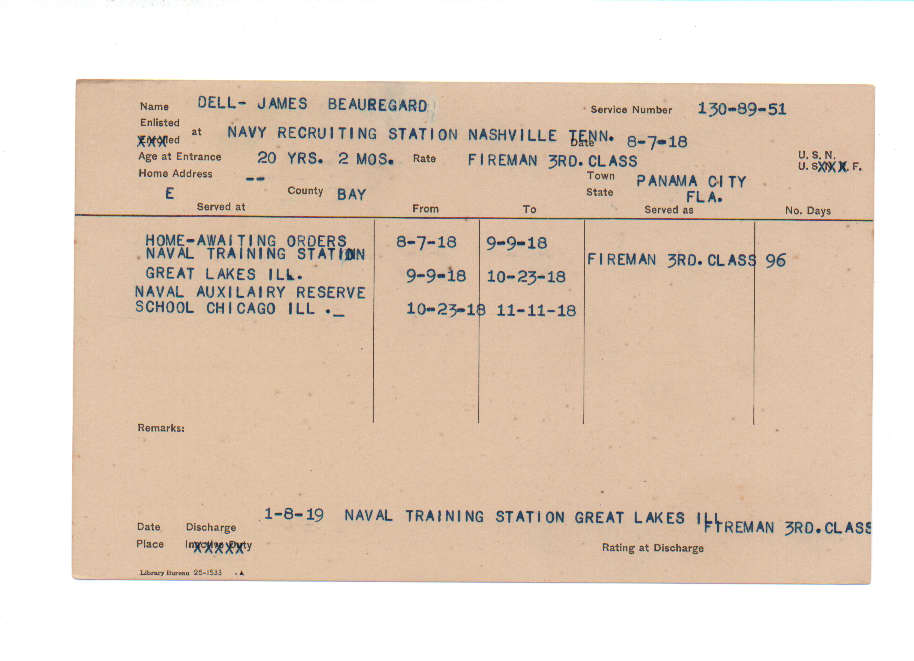 Name DELL- JAMES BEAUREGARD Service Number 130-89-51
Enlisted
at NAVY RECRUITING STATION NASHVILLE TENN. Date 8-7-18
Age at Entrance 20 YRS. 2 MOS. Rate FIREMAN 3RD. CLASS U. S. N.
Home Address -- Town PANAMA CITY U. S. F.
E County BAY State FLA.
Served at From To Served as No. Days
HOME-AWAITING ORDERS 8-7-18 9-9-18
NAVAL TRAINING STATION FIREMAN 3RD. CLASS 96
GREAT LAKES ILL. 9-9-18 10-23-18
NAVAL AUXILAIRY RESERVE
SCHOOL CHICAGO ILL ._ 10-23-18 11-11-18
Remarks:
1-8-19 NAVAL TRAINING STATION GREAT LAKES ILL FIREMAN 3RD. CLASS
Date Discharge
Place Inactive Duty Rating at Discharge
Library Bureau 25-1533